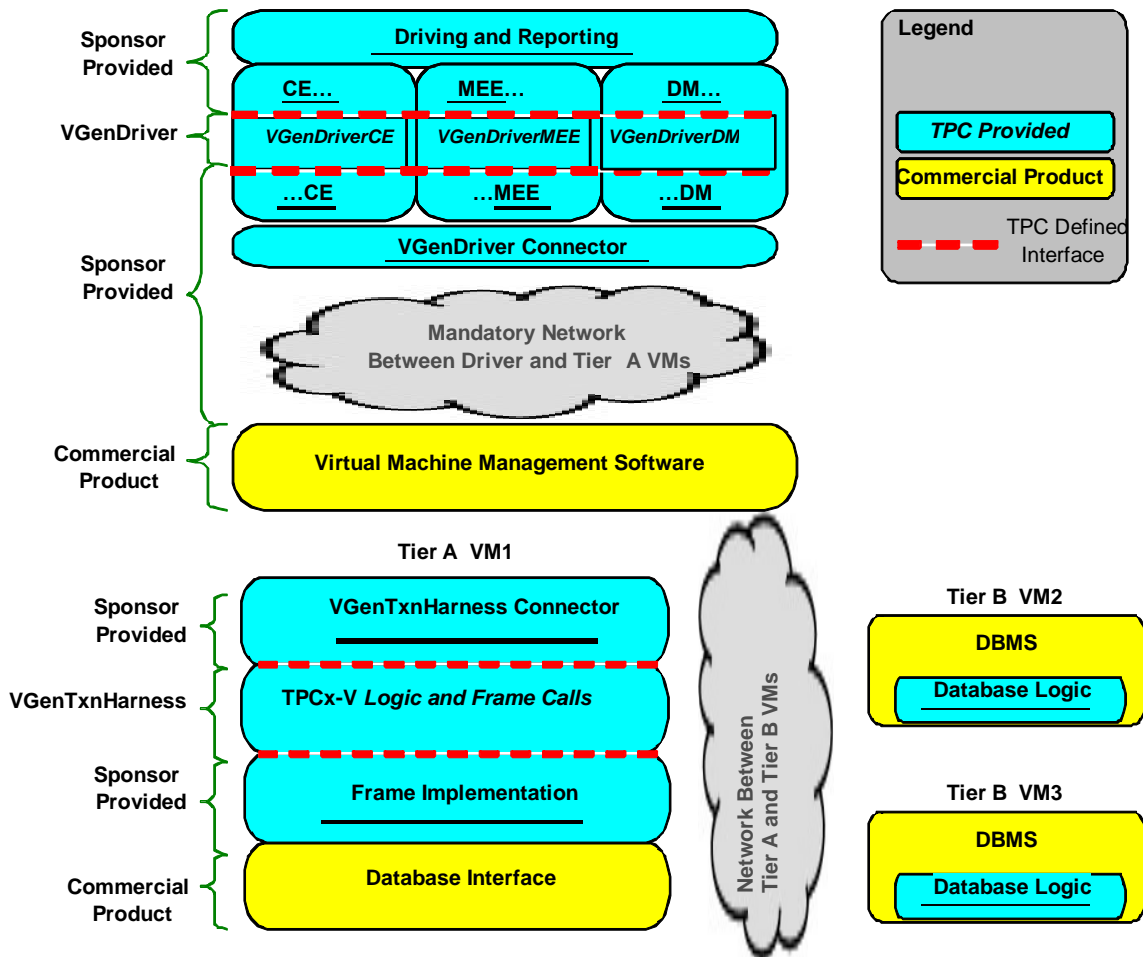 Sponsor
Provided
Driving and Reporting
CE...
MEE...
DM...
VGenDriver
VGenDriverCE
VGenDriverMEE
VGenDriverDM
...CE
...MEE
...DM
Sponsor
Provided
VGenDriver Connector
Mandatory Network
Between Driver and Tier A VMs
Commercial
Product
Virtual Machine Management Software
Legend
TPC Provided
Commercial Product
TPC Defined
Interface
Tier A VM1
Sponsor
Provided
VGenTxnHarness Connector
VGenTxnHarness
TPCx-V Logic and Frame Calls
Sponsor
Provided
Frame Implementation
Commercial
Product
Database Interface
Network Between
Tier A and Tier B VMs
Tier B VM2
DBMS
Database Logic
Tier B VM3
DBMS
Database Logic